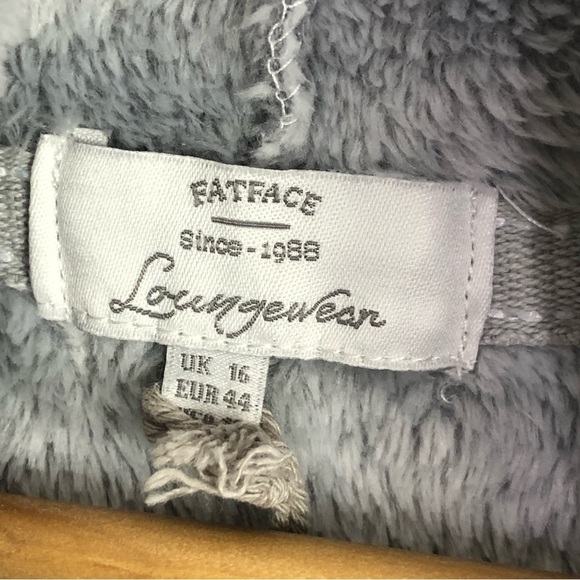 FATFACE
Since - 1988
Loungewear
UK 16
EUR 44